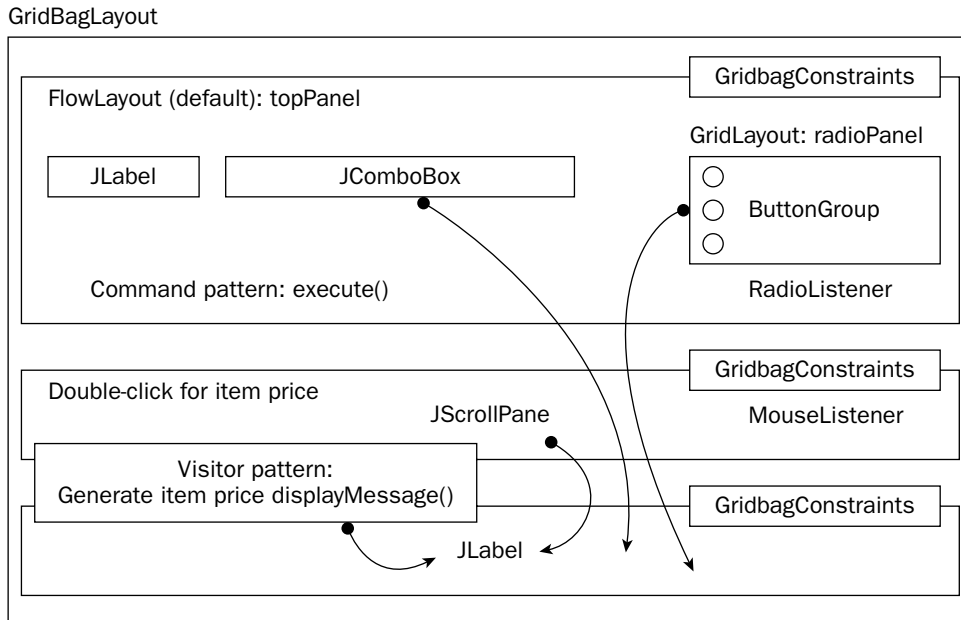 GridBagLayout
GridbagConstraints
FlowLayout (default): topPanel
GridLayout: radioPanel
JLabel
JComboBox
ButtonGroup
Command pattern: execute()
RadioListener
GridbagConstraints
Double-click for item price
JScrollPane
MouseListener
Visitor pattern:
Generate item price displayMessage()
GridbagConstraints
JLabel